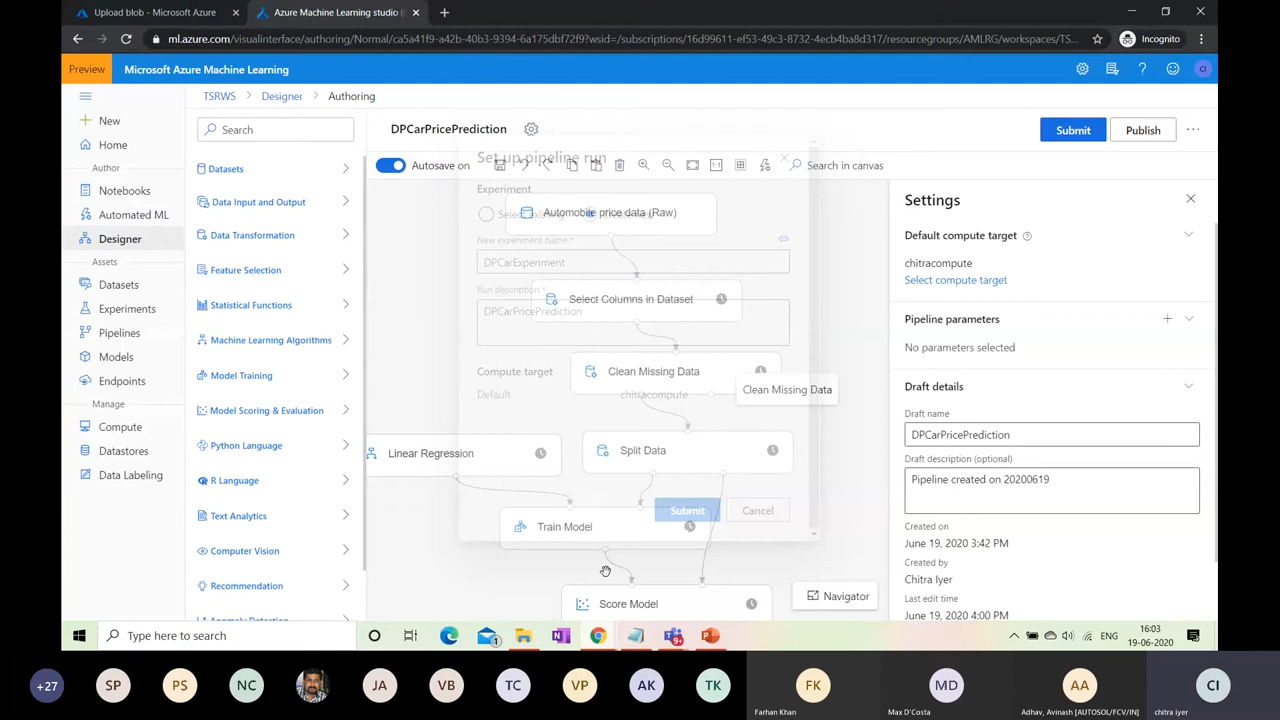 Upload blob - Microsoft Azure
Azure Machine Learning studio (
ml.azure.com/visualinterface/authoring/Normal/ca5a41f9-a42b-40b3-9394-6a175dbf72f9?wsid=/subscriptions/16d99611-ef53-49c3-8732-4ecb4ba8d317/resourcegroups/AMLRG/workspaces/TS...
Incognito
Preview
Microsoft Azure Machine Learning
CI
TSRWS > Designer > Authoring
New
Home
Author
Notebooks
Automated ML
Designer
Assets
Datasets
Experiments
Pipelines
Models
Endpoints
Manage
Compute
Datastores
Data Labeling
Search
Datasets
Data Input and Output
Data Transformation
Feature Selection
Statistical Functions
Machine Learning Algorithms
Model Training
Model Scoring & Evaluation
Python Language
R Language
Text Analytics
Computer Vision
Recommendation
DPCarPricePrediction
Submit
Publish
Autosave on
Search in canvas
Set up pipeline run
Experiment
Select existing
New experiment name *
DPCarExperiment
Run description *
DPCarPricePrediction
Compute target
Default
chitracompute
Submit
Cancel
Automobile price data (Raw)
Select Columns in Dataset
Clean Missing Data
Clean Missing Data
Linear Regression
Split Data
Train Model
Score Model
Navigator
Settings
Default compute target
chitracompute
Select compute target
Pipeline parameters
No parameters selected
Draft details
Draft name
DPCarPricePrediction
Draft description (optional)
Pipeline created on 20200619
Created on
June 19, 2020 3:42 PM
Created by
Chitra Iyer
Last edit time
June 19, 2020 4:00 PM
Type here to search
1
9+
ENG
16:03
19-06-2020
+27
SP
PS
NC
JA
VB
TC
VP
AK
TK
FK
Farhan Khan
MD
Max D'Costa
AA
Adhav, Avinash [AUTOSOL/FCV/IN]
CI
chitra iyer